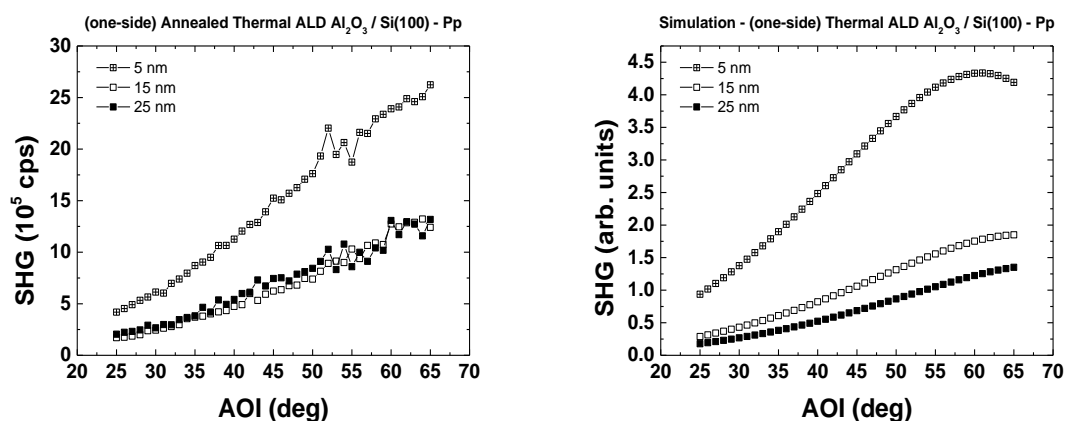 (one-side) Annealed Thermal ALD Al₂O₃ / Si(100) - Pp
30
25
20
15
10
5
0
SHG (10⁵ cps)
5 nm
15 nm
25 nm
20 25 30 35 40 45 50 55 60 65 70
AOI (deg)
Simulation - (one-side) Thermal ALD Al₂O₃ / Si(100) - Pp
4.5
4.0
3.5
3.0
2.5
2.0
1.5
1.0
0.5
0.0
SHG (arb. units)
5 nm
15 nm
25 nm
20 25 30 35 40 45 50 55 60 65 70
AOI (deg)